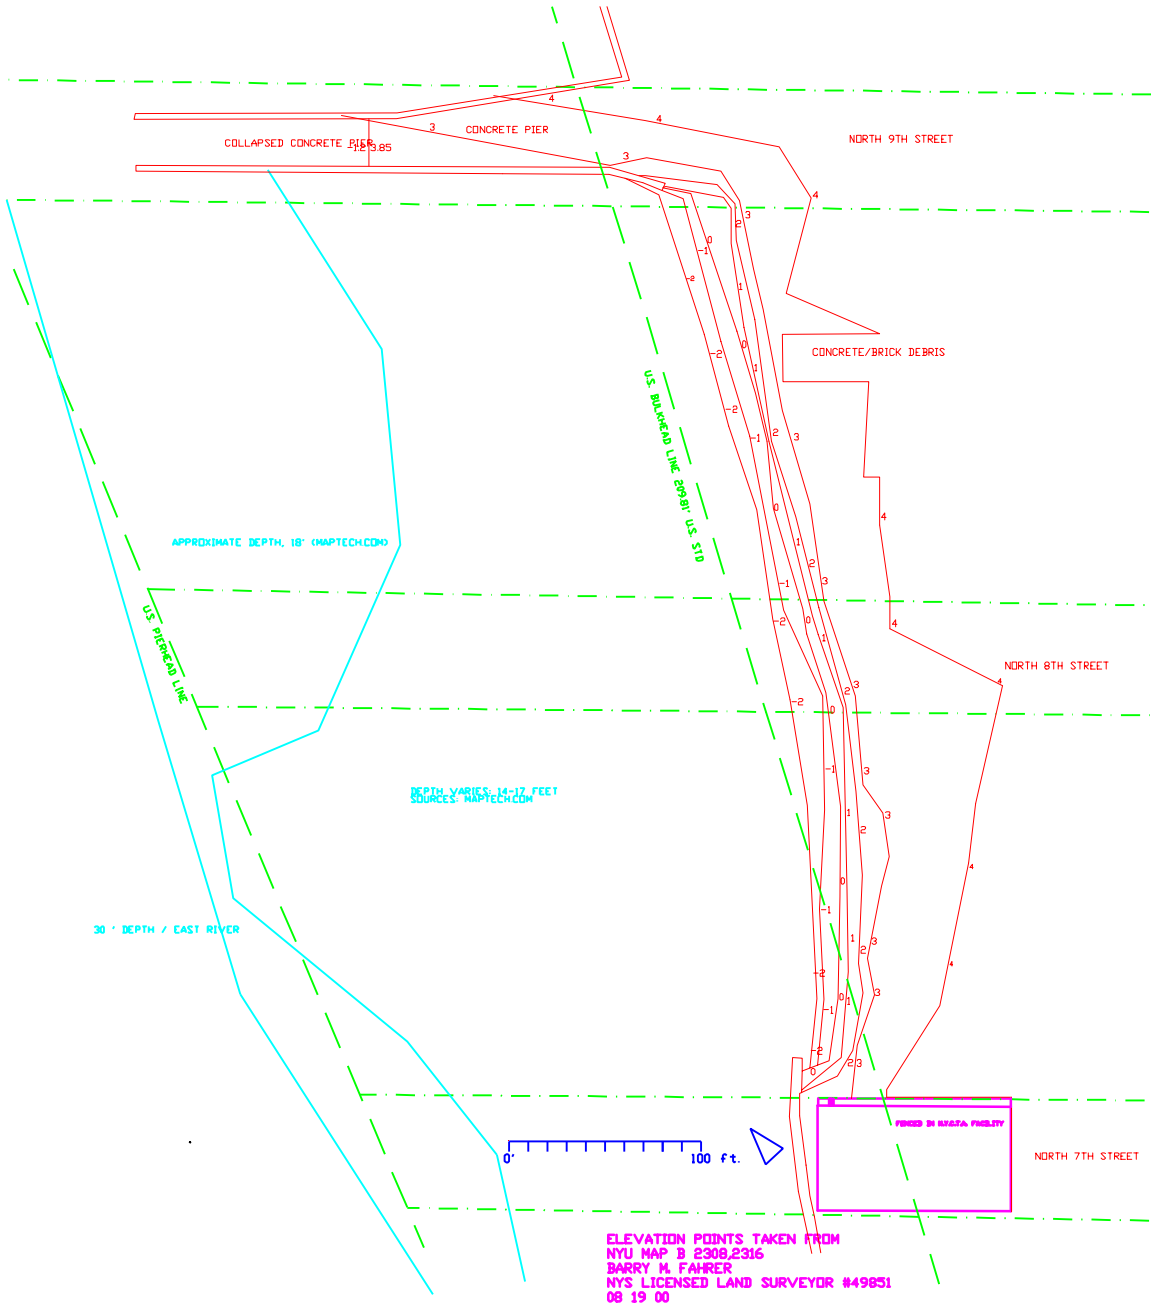 4
4
3
CONCRETE PIER
NORTH 9TH STREET
COLLAPSED CONCRETE PIER
3.85
3
4
3
2
0
-1
-2
1
0
-2
CONCRETE/BRICK DEBRIS
1
U.S. BULKHEAD LINE 209.81' U.S. STD
-2
2
3
-1
0
4
APPROXIMATE DEPTH, 18' (MAPTECH.COM)
1
2
3
-1
U.S. PIERHEAD LINE
-2
0
4
1
NORTH 8TH STREET
4
2
3
-2
0
-1
3
DEPTH VARIES: 14-17 FEET
SOURCES: MAPTECH.COM
1
3
2
4
0
-1
30 ' DEPTH / EAST RIVER
1
3
2
4
-2
0
1
3
-1
-2
2
3
0
FENCED IN N.Y.C.T.A. FACILITY
0'
100 ft.
NORTH 7TH STREET
ELEVATION POINTS TAKEN FROM
NYU MAP B 2308,2316
BARRY M. FAHRER
NYS LICENSED LAND SURVEYOR #49851
08 19 00